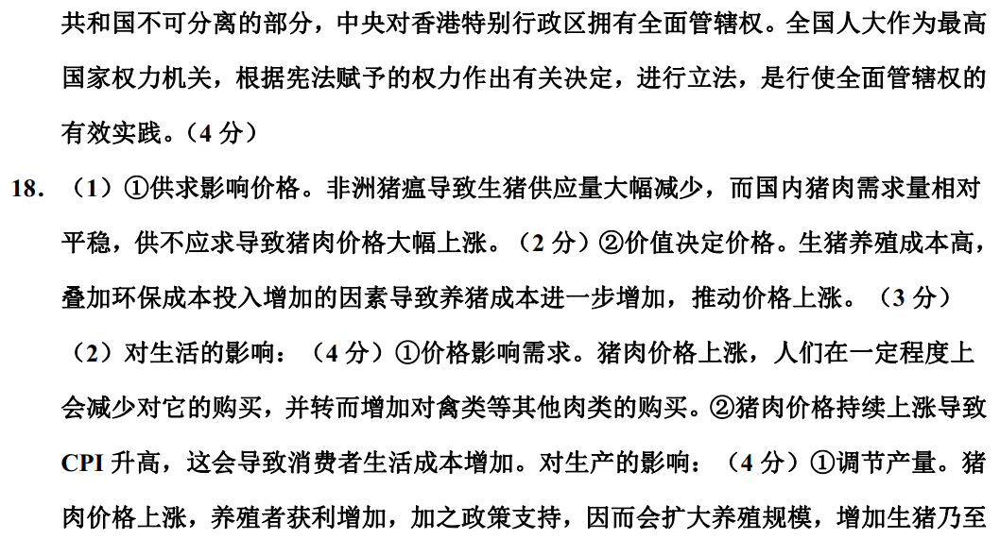 共和国不可分离的部分，中央对香港特别行政区拥有全面管辖权。全国人大作为最高
国家权力机关，根据宪法赋予的权力作出有关决定，进行立法，是行使全面管辖权的
有效实践。（4 分）
18. （1）①供求影响价格。非洲猪瘟导致生猪供应量大幅减少，而国内猪肉需求量相对
平稳，供不应求导致猪肉价格大幅上涨。（2 分）②价值决定价格。生猪养殖成本高，
叠加环保成本投入增加的因素导致养猪成本进一步增加，推动价格上涨。（3 分）
（2）对生活的影响：（4 分）①价格影响需求。猪肉价格上涨，人们在一定程度上
会减少对它的购买，并转而增加对禽类等其他肉类的购买。②猪肉价格持续上涨导致
CPI 升高，这会导致消费者生活成本增加。对生产的影响：（4 分）①调节产量。猪
肉价格上涨，养殖者获利增加，加之政策支持，因而会扩大养殖规模，增加生猪乃至